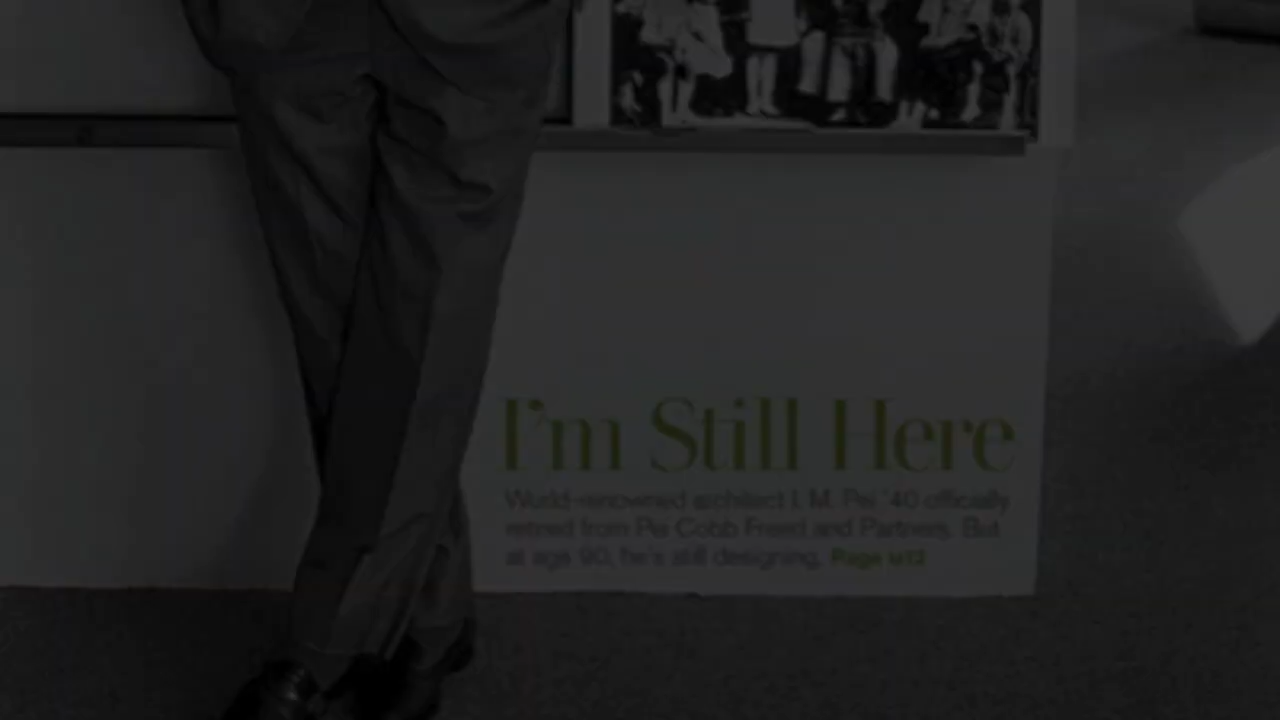 I'm Still Here
World-renowned architect I. M. Pei '40 officially
retired from Pei Cobb Freed and Partners. But
at age 90, he's still designing. Page